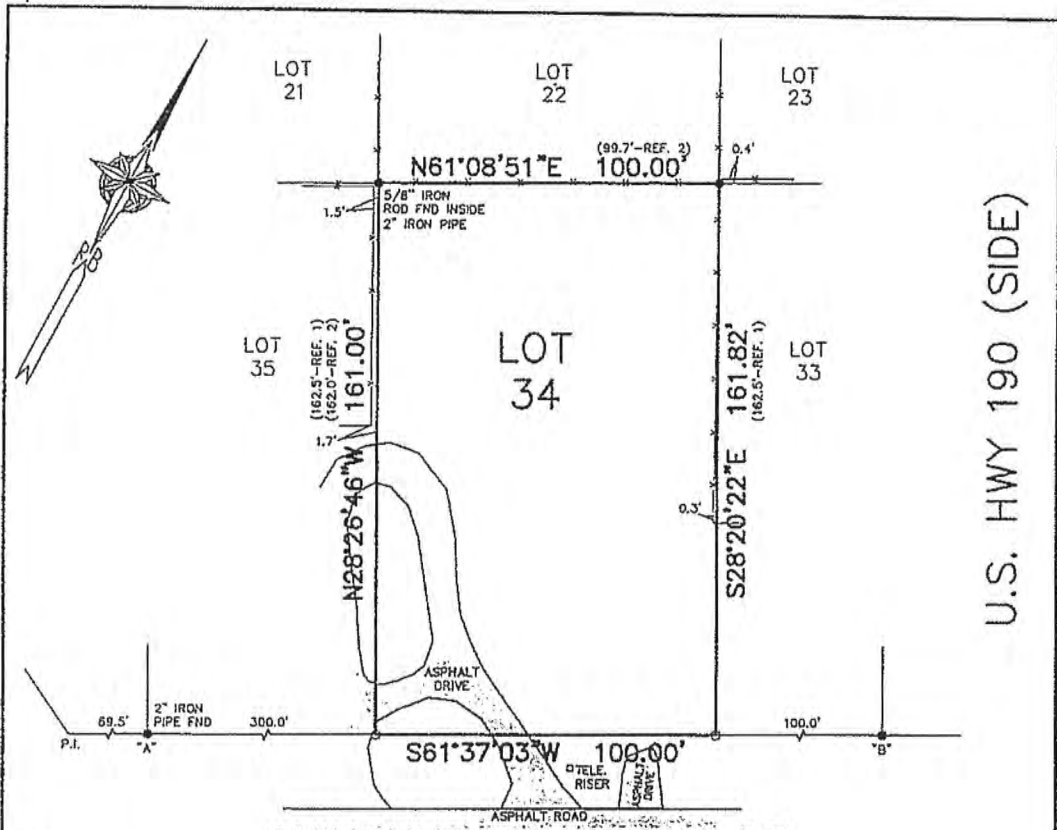 LOT
21
LOT
22
LOT
23
(99.7'-REF. 2)
N61°08'51"E 100.00'
0.4'
5/8" IRON
ROD FND INSIDE
2" IRON PIPE
1.5'
LOT
35
(162.5'-REF. 1)
(162.0'-REF. 2)
N28°26'46"W 161.00'
1.7'
LOT
34
S28°20'22"E 161.82'
(162.5'-REF. 1)
0.3'
LOT
33
U.S. HWY 190 (SIDE)
ASPHALT
DRIVE
69.5'
2" IRON
PIPE FND
300.0'
100.0'
P.I.
"A"
"B"
S61°37'03"W 100.00'
TELE.
RISER
ASPHALT
DRIVE
ASPHALT ROAD